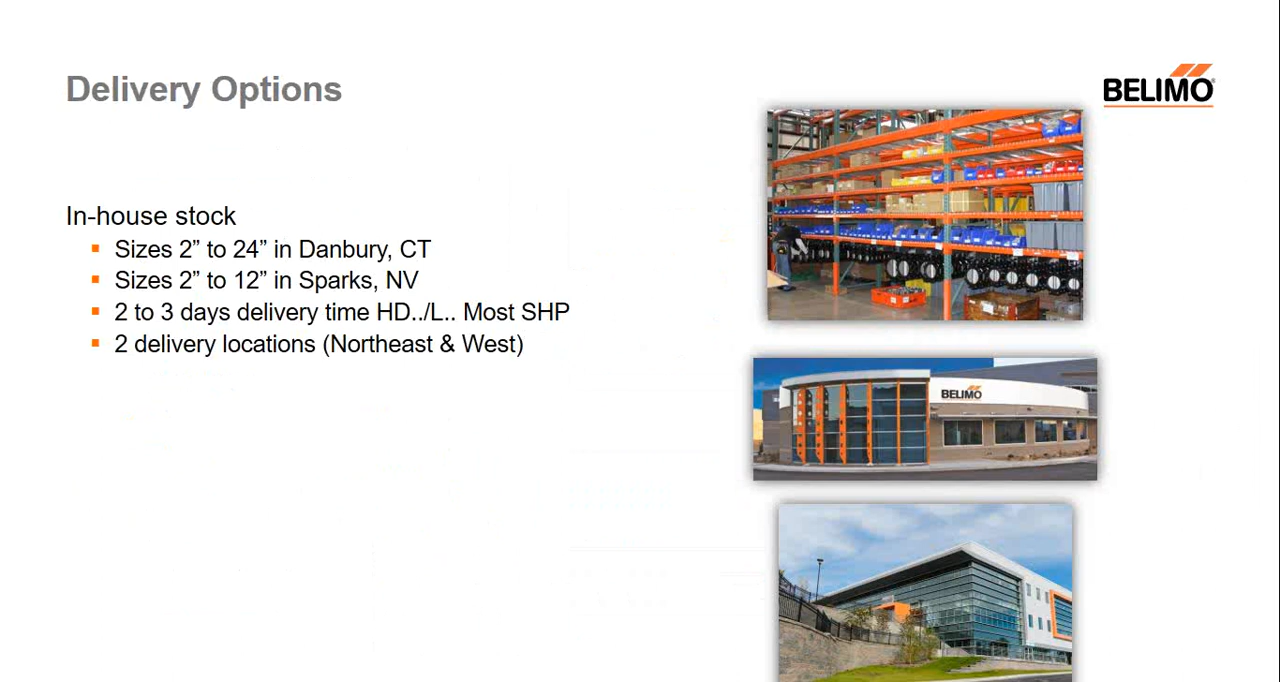 Delivery Options
BELIMO
In-house stock
Sizes 2” to 24” in Danbury, CT
Sizes 2” to 12” in Sparks, NV
2 to 3 days delivery time HD../L.. Most SHP
2 delivery locations (Northeast & West)
BELIMO